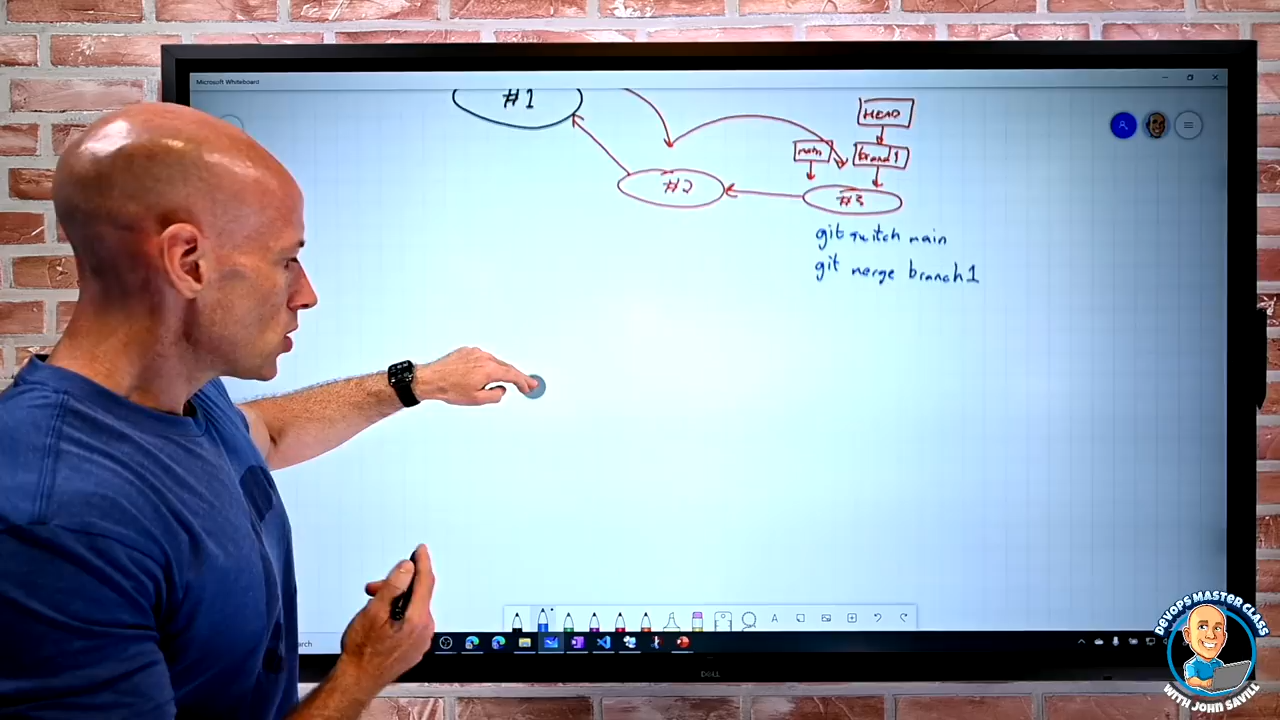 Microsoft Whiteboard
#1
HEAD
main
branch1
#2
#3
git switch main
git merge branch1
DELL
DEVOPS MASTER CLASS
WITH JOHN SAVILL